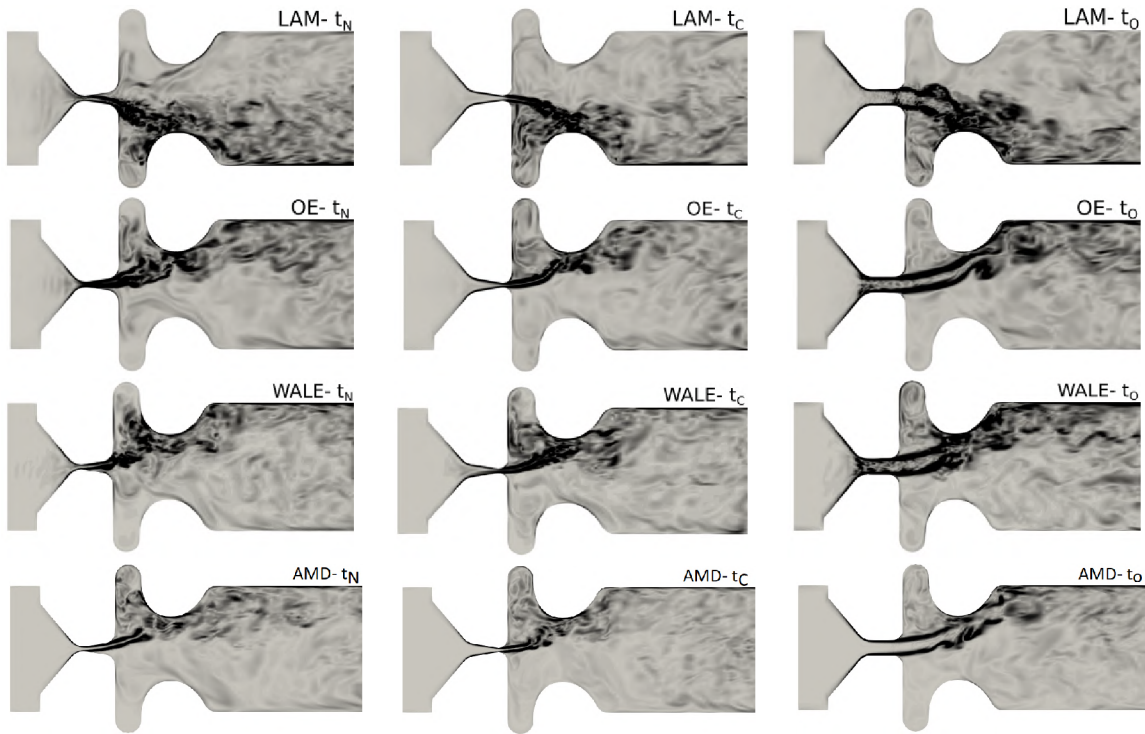 LAM- tN LAM- tC LAM- tO
OE- tN OE- tC OE- tO
WALE- tN WALE- tC WALE- tO
AMD- tN AMD- tC AMD- tO